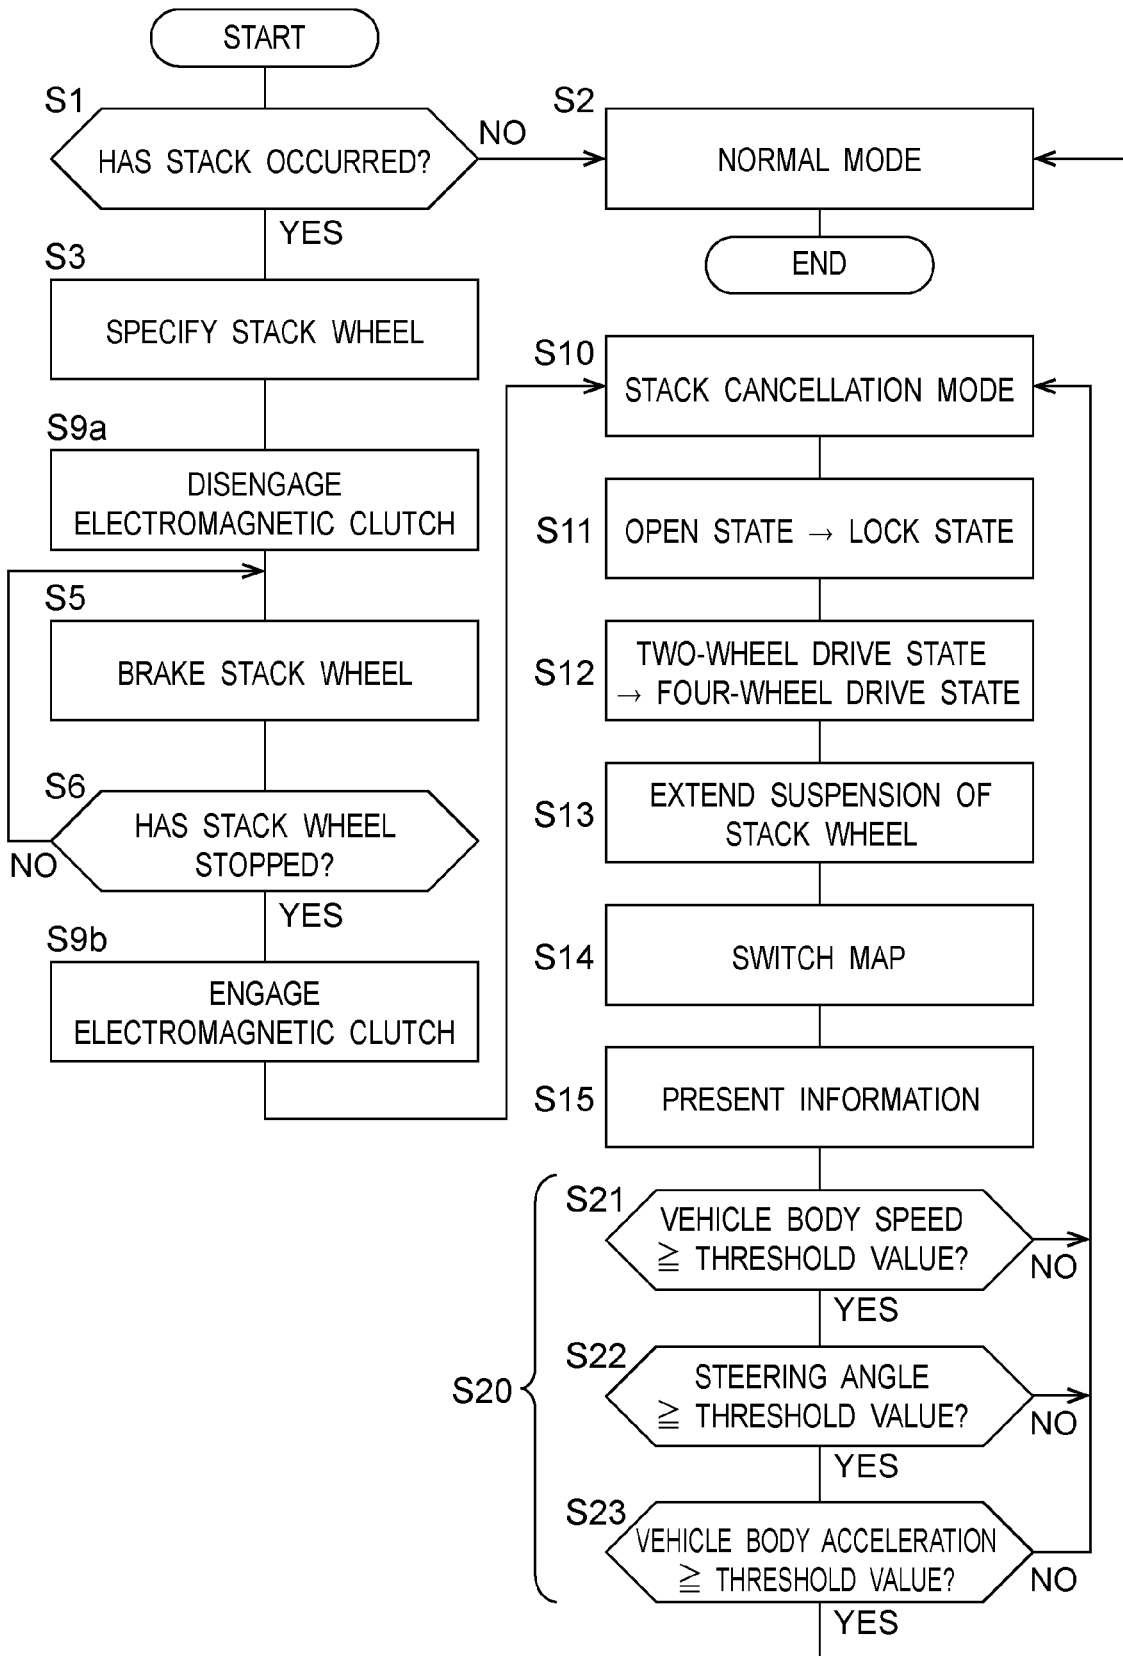 START
S1
HAS STACK OCCURRED?
NO
YES
S2
NORMAL MODE
END
S3
SPECIFY STACK WHEEL
S9a
DISENGAGE
ELECTROMAGNETIC CLUTCH
S5
BRAKE STACK WHEEL
S6
HAS STACK WHEEL
STOPPED?
NO
YES
S9b
ENGAGE
ELECTROMAGNETIC CLUTCH
S10
STACK CANCELLATION MODE
S11
OPEN STATE → LOCK STATE
S12
TWO-WHEEL DRIVE STATE
→ FOUR-WHEEL DRIVE STATE
S13
EXTEND SUSPENSION OF
STACK WHEEL
S14
SWITCH MAP
S15
PRESENT INFORMATION
S20
S21
VEHICLE BODY SPEED
≧ THRESHOLD VALUE?
NO
YES
S22
STEERING ANGLE
≧ THRESHOLD VALUE?
NO
YES
S23
VEHICLE BODY ACCELERATION
≧ THRESHOLD VALUE?
NO
YES